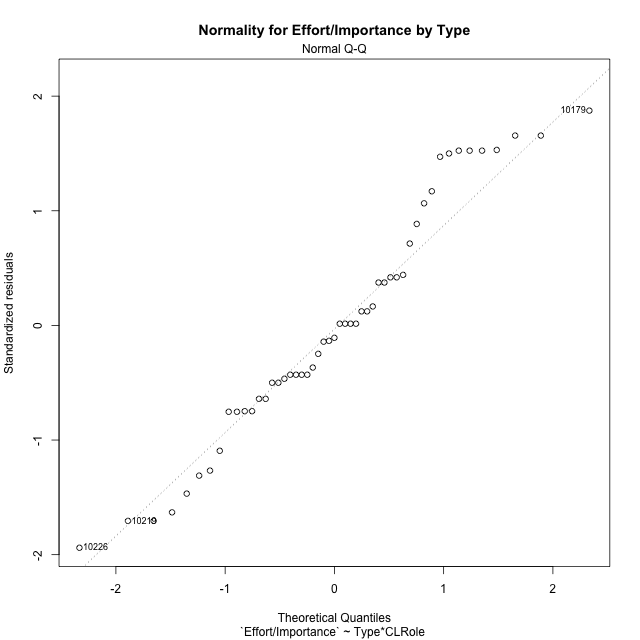 Normality for Effort/Importance by Type
Normal Q-Q
Standardized residuals
2
1
0
-1
-2
10179
10219
10226
-2
-1
0
1
2
Theoretical Quantiles
`Effort/Importance` ~ Type*CLRole